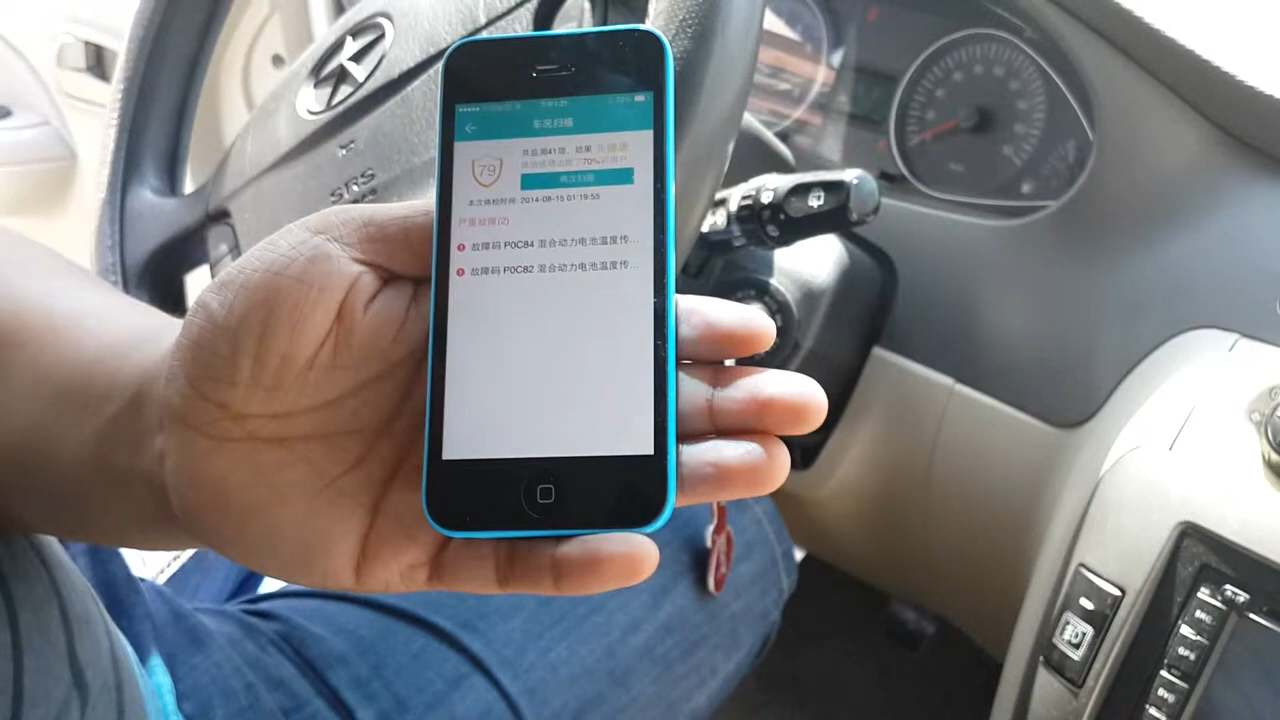 车况扫描
79
共监测41项，结果
70%
再次扫描
本次体检时间 2014-08-15 01:19:55
严重故障(2)
故障码 P0C84 混合动力电池温度传...
故障码 P0C82 混合动力电池温度传...
SRS
DVD